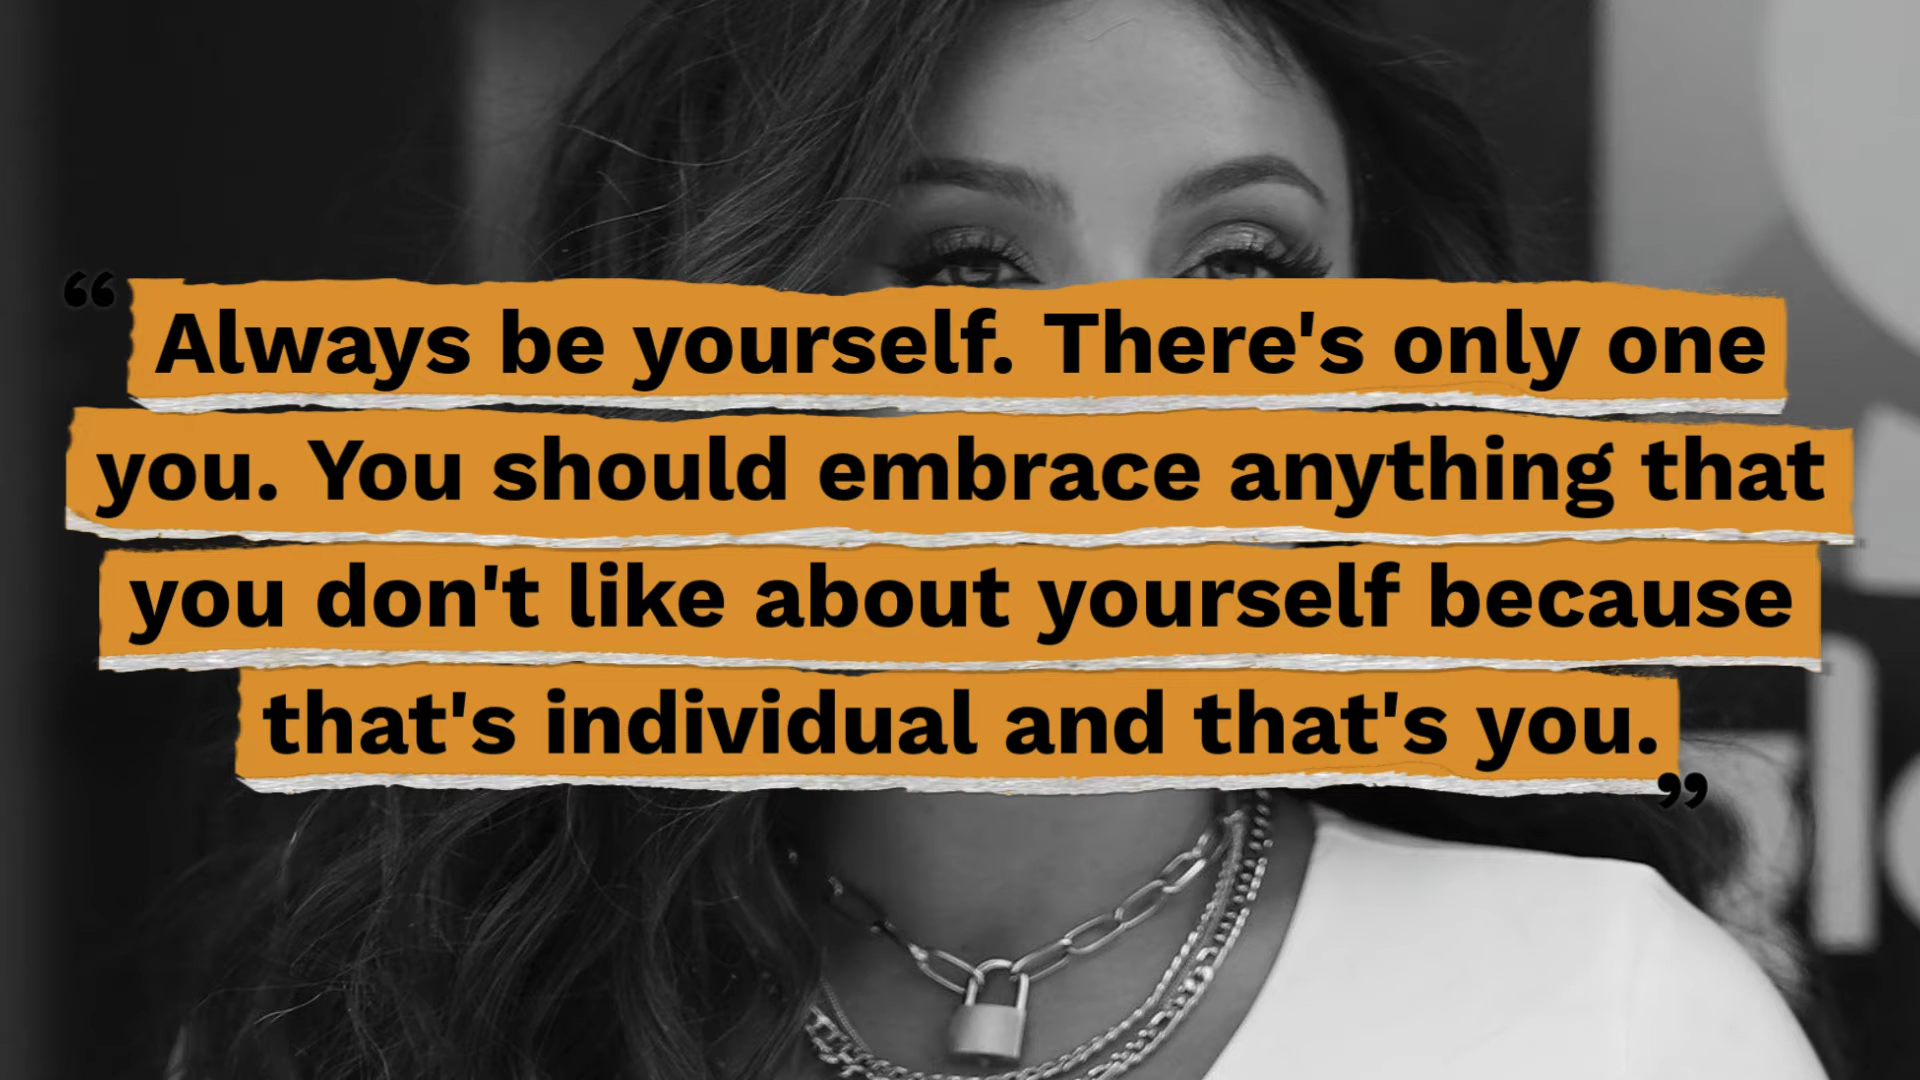 “Always be yourself. There's only one
you. You should embrace anything that
you don't like about yourself because
that's individual and that's you.”